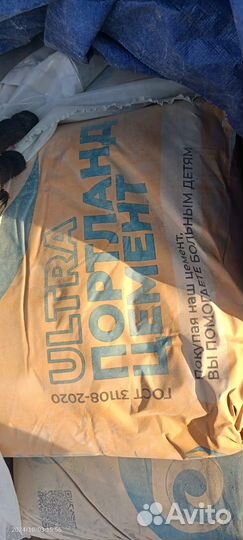 ULTRA
ПОРТЛАНД
ЦЕМЕНТ
ГОСТ 31108-2020
Покупая наш цемент,
ВЫ ПОМОГАЕТЕ БОЛЬНЫМ ДЕТЯМ
Avito